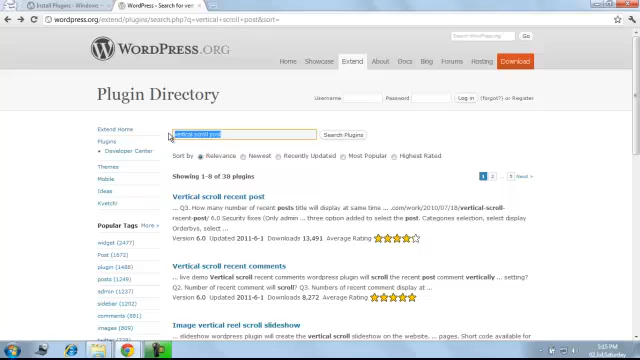 Install Plugins - Windows
WordPress - Search for vert
wordpress.org/extend/plugins/search.php?q=vertical+scroll+post&sort=
Search WordPress.org
Go
WORDPRESS.ORG
Home Showcase Extend About Docs Blog Forums Hosting Download
Plugin Directory
Username Password Log in (forgot?) or Register
Extend Home
Plugins
Developer Center
Themes
Mobile
Ideas
Kvetch!
Popular Tags More »
widget (2477)
Post (1672)
plugin (1488)
posts (1249)
admin (1237)
sidebar (1202)
comments (881)
images (809)
vertical scroll post
Search Plugins
Sort by Relevance Newest Recently Updated Most Popular Highest Rated
Showing 1-8 of 38 plugins
1 2 … 5 Next »
Vertical scroll recent post
... Q3. How many number of recent posts title will display at same time ... .com/work/2010/07/18/vertical-scroll-
recent-post/ 6.0 Security fixes (Only admin ... three option added to select the post. Categories selection, select display
Orderbys, select ...
Version 6.0 Updated 2011-6-1 Downloads 13,491 Average Rating
Vertical scroll recent comments
... live demo Vertical scroll recent comments wordpress plugin will scroll the recent post comment vertically ... setting?
Q2. Number of recent comment will scroll? Q3. Numbers of recent comment display at ...
Version 6.0 Updated 2011-6-1 Downloads 8,272 Average Rating
Image vertical reel scroll slideshow
... slideshow wordpress plugin will create the vertical scroll slideshow on the website. ... pages. Short code available for
5:15 PM
02 Jul, Saturday